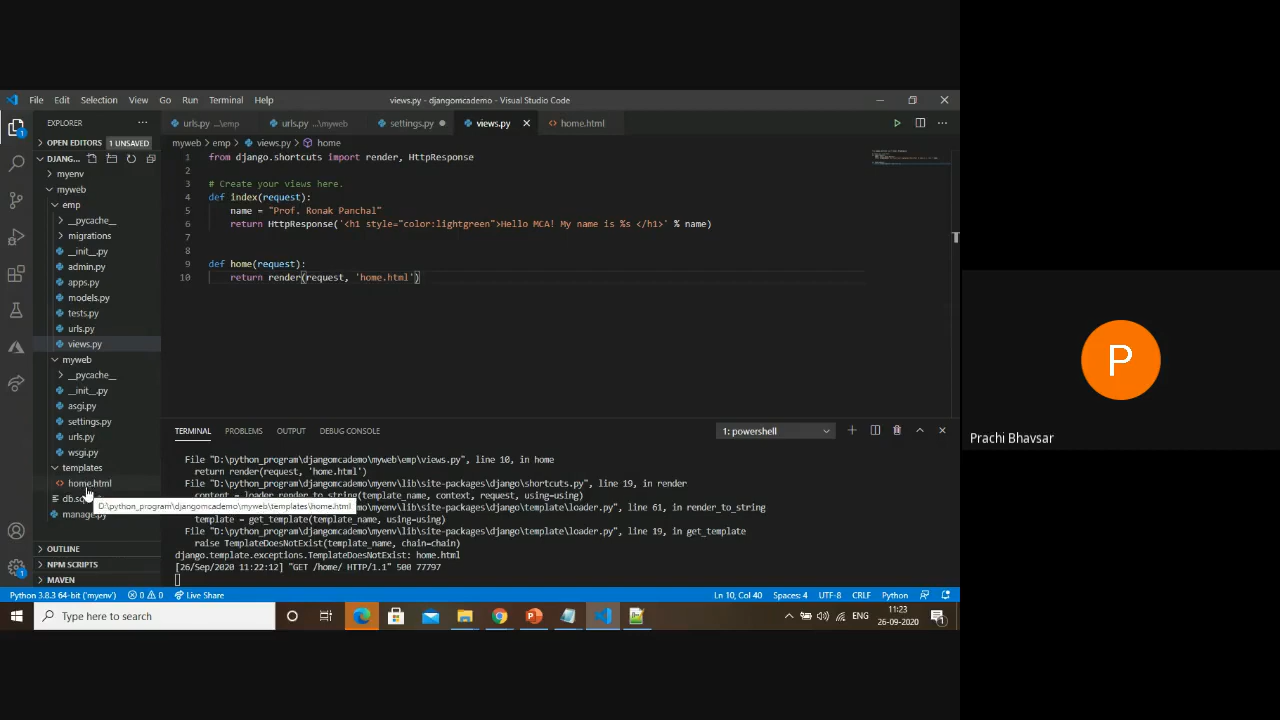 File Edit Selection View Go Run Terminal Help
views.py - djangomcademo - Visual Studio Code
EXPLORER
urls.py ...\emp
urls.py ...\myweb
settings.py
views.py
home.html
OPEN EDITORS 1 UNSAVED
myweb > emp > views.py > home
DJANG...
myenv
myweb
emp
__pycache__
migrations
__init__.py
admin.py
apps.py
models.py
tests.py
urls.py
views.py
myweb
__pycache__
__init__.py
asgi.py
settings.py
urls.py
wsgi.py
templates
home.html
manage.py
D:\python_program\djangomcademo\myweb\templates\home.html
OUTLINE
NPM SCRIPTS
MAVEN
1 from django.shortcuts import render, HttpResponse
2
3 # Create your views here.
4 def index(request):
5 name = "Prof. Ronak Panchal"
6 return HttpResponse('<h1 style="color:lightgreen">Hello MCA! My name is %s </h1>' % name)
7
8
9 def home(request):
10 return render(request, 'home.html')
TERMINAL PROBLEMS OUTPUT DEBUG CONSOLE
1: powershell
File "D:\python_program\djangomcademo\myweb\emp\views.py", line 10, in home
return render(request, 'home.html')
File "D:\python_program\djangomcademo\myenv\lib\site-packages\django\shortcuts.py", line 19, in render
content = loader.render_to_string(template_name, context, request, using=using)
\djangomcademo\myenv\lib\site-packages\django\template\loader.py", line 61, in render_to_string
template = get_template(template_name, using=using)
File "D:\python_program\djangomcademo\myenv\lib\site-packages\django\template\loader.py", line 19, in get_template
raise TemplateDoesNotExist(template_name, chain=chain)
django.template.exceptions.TemplateDoesNotExist: home.html
[26/Sep/2020 11:22:12] "GET /home/ HTTP/1.1" 500 77797
Python 3.8.3 64-bit ('myenv') 0 0 Live Share
Ln 10, Col 40 Spaces: 4 UTF-8 CRLF Python
Type here to search
ENG
11:23
26-09-2020
1
P
Prachi Bhavsar